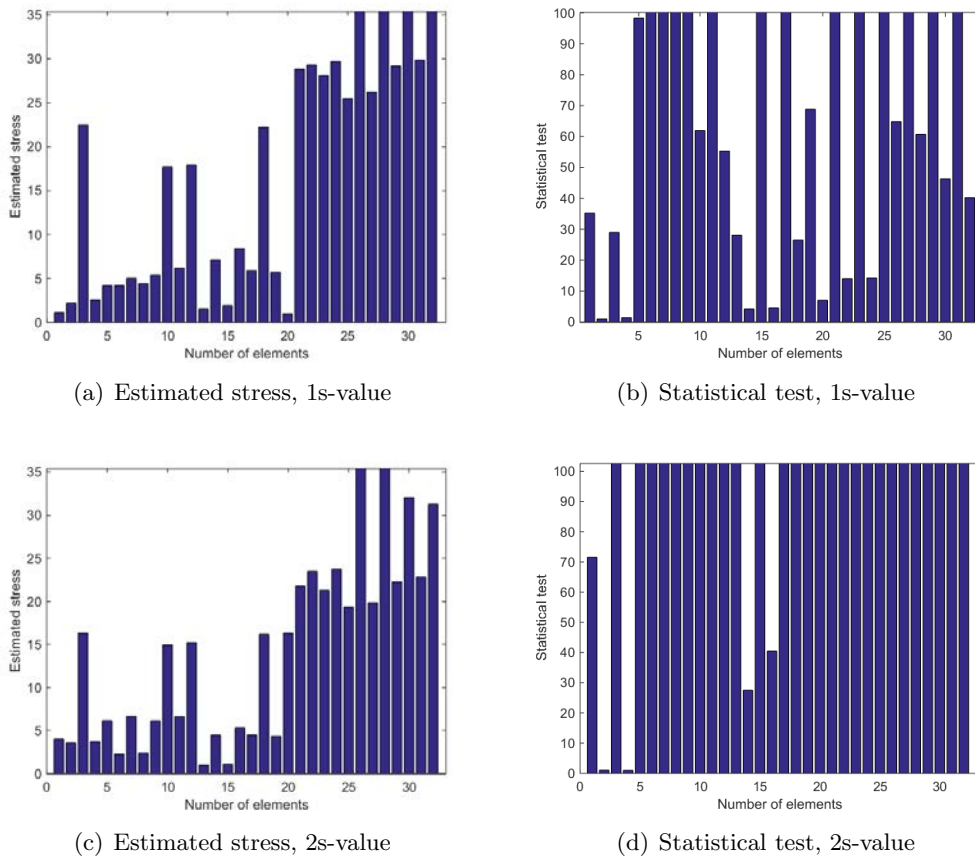 35
30
25
20
15
10
5
0
Estimated stress
0 5 10 15 20 25 30
Number of elements
(a) Estimated stress, 1s-value
100
90
80
70
60
50
40
30
20
10
0
Statistical test
5 10 15 20 25 30
Number of elements
(b) Statistical test, 1s-value
35
30
25
20
15
10
5
0
Estimated stress
0 5 10 15 20 25 30
Number of elements
(c) Estimated stress, 2s-value
100
90
80
70
60
50
40
30
20
10
0
Statistical test
0 5 10 15 20 25 30
Number of elements
(d) Statistical test, 2s-value